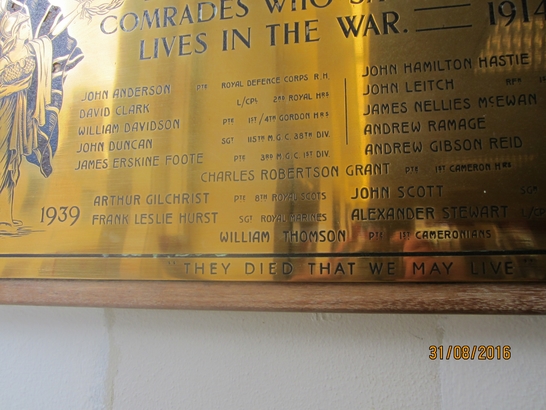 COMRADES WHO
LIVES IN THE WAR. 1914
JOHN ANDERSON PTE ROYAL DEFENCE CORPS R.H.
DAVID CLARK L/CPL 2ND ROYAL HRS
WILLIAM DAVIDSON PTE 1ST/4TH GORDON HRS
JOHN DUNCAN SGT 115TH M.G.C. 38TH DIV.
JAMES ERSKINE FOOTE PTE 3RD M.G.C. 1ST DIV.
JOHN HAMILTON HASTIE
JOHN LEITCH
JAMES NELLIES McEWAN
ANDREW RAMAGE
ANDREW GIBSON REID
CHARLES ROBERTSON GRANT PTE 1ST CAMERON HRS
1939
ARTHUR GILCHRIST PTE 8TH ROYAL SCOTS
FRANK LESLIE HURST SGT ROYAL MARINES
JOHN SCOTT SGT
ALEXANDER STEWART L/CPL
WILLIAM THOMSON PTE 1ST CAMERONIANS
"THEY DIED THAT WE MAY LIVE"
31/08/2016